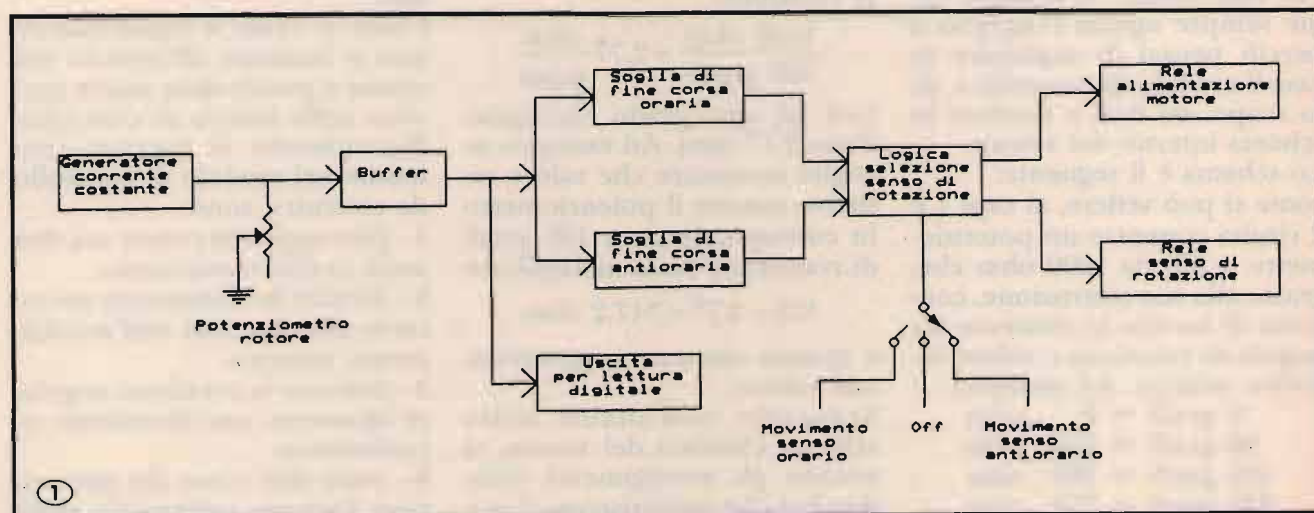 Generatore
corrente
costante
Buffer
Potenziometro
rotore
Soglia di
fine corsa
oraria
Soglia di
fine corsa
antioraria
Uscita
per lettura
digitale
Logica
selezione
senso di
rotaz.
Rele
alimentazione
motore
Rele
senso di
rotazione
Movimento
senso
orario
Off
Movimento
senso
antiorario
1